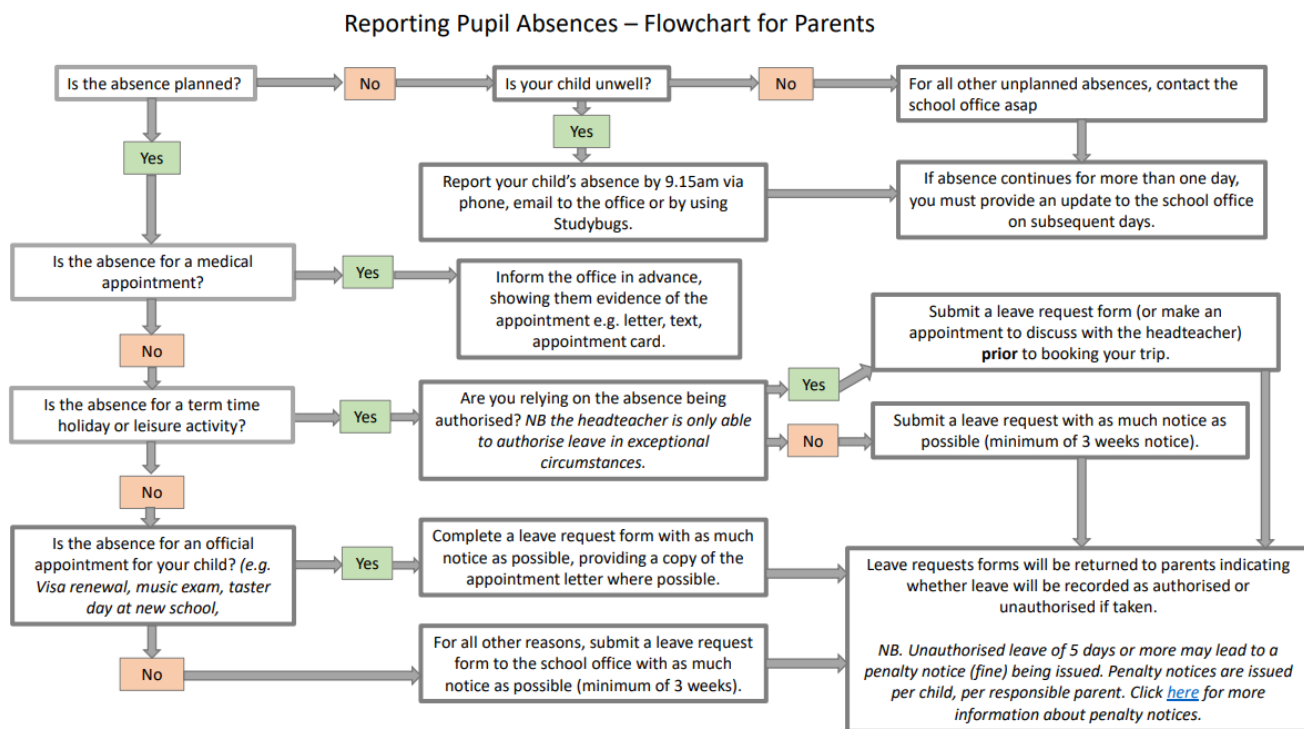 Reporting Pupil Absences – Flowchart for Parents
Is the absence planned?
No
Is your child unwell?
No
For all other unplanned absences, contact the
school office asap
Yes
Yes
Report your child's absence by 9.15am via
phone, email to the office or by using
Studybugs.
If absence continues for more than one day,
you must provide an update to the school office
on subsequent days.
Is the absence for a medical
appointment?
Yes
Inform the office in advance,
showing them evidence of the
appointment e.g. letter, text,
appointment card.
Submit a leave request form (or make an
appointment to discuss with the headteacher)
prior to booking your trip.
No
Is the absence for a term time
holiday or leisure activity?
Yes
Are you relying on the absence being
authorised? NB the headteacher is only able
to authorise leave in exceptional
circumstances.
Yes
No
Submit a leave request with as much notice as
possible (minimum of 3 weeks notice).
No
Is the absence for an official
appointment for your child? (e.g.
Visa renewal, music exam, taster
day at new school,
Yes
Complete a leave request form with as much
notice as possible, providing a copy of the
appointment letter where possible.
Leave requests forms will be returned to parents indicating
whether leave will be recorded as authorised or
unauthorised if taken.
NB. Unauthorised leave of 5 days or more may lead to a
penalty notice (fine) being issued. Penalty notices are issued
per child, per responsible parent. Click here for more
information about penalty notices.
No
For all other reasons, submit a leave request
form to the school office with as much
notice as possible (minimum of 3 weeks).